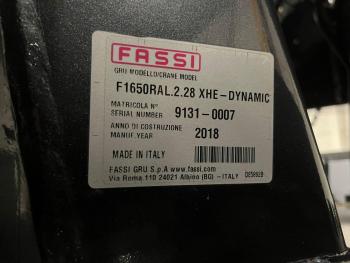 FASSI
GRU MODELLO/CRANE MODEL
F1650RAL.2.28 XHE-DYNAMIC
MATRICOLA N°
SERIAL NUMBER 9131-0007
ANNO DI COSTRUZIONE
MANUF.YEAR 2018
MADE IN ITALY
FASSI GRU S.p.A www.fassi.com
Via Roma,110 24021 Albino (BG) - ITALY